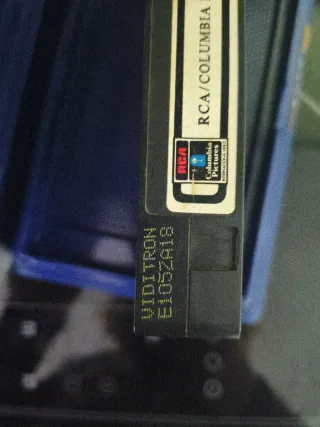 RCA/COLUMBIA
RCA
Columbia
Pictures
VIDITRON
E105ZA18